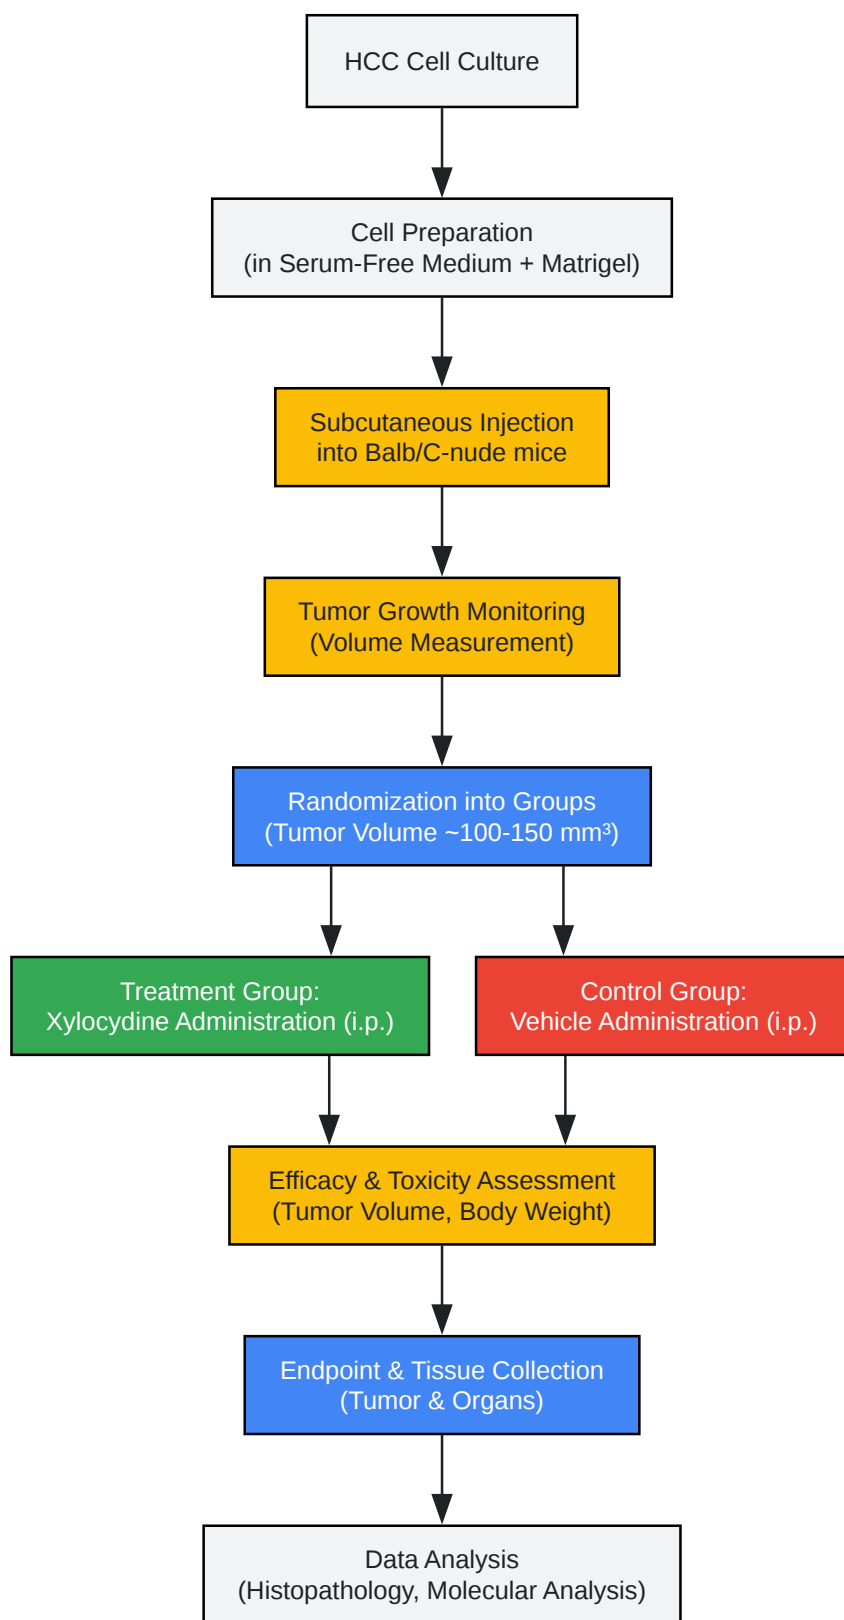 HCC Cell Culture
Cell Preparation
(in Serum-Free Medium + Matrigel)
Subcutaneous Injection
into Balb/C-nude mice
Tumor Growth Monitoring
(Volume Measurement)
Randomization into Groups
(Tumor Volume ~100-150 mm³)
Treatment Group:
Xylocydine Administration (i.p.)
Control Group:
Vehicle Administration (i.p.)
Efficacy & Toxicity Assessment
(Tumor Volume, Body Weight)
Endpoint & Tissue Collection
(Tumor & Organs)
Data Analysis
(Histopathology, Molecular Analysis)